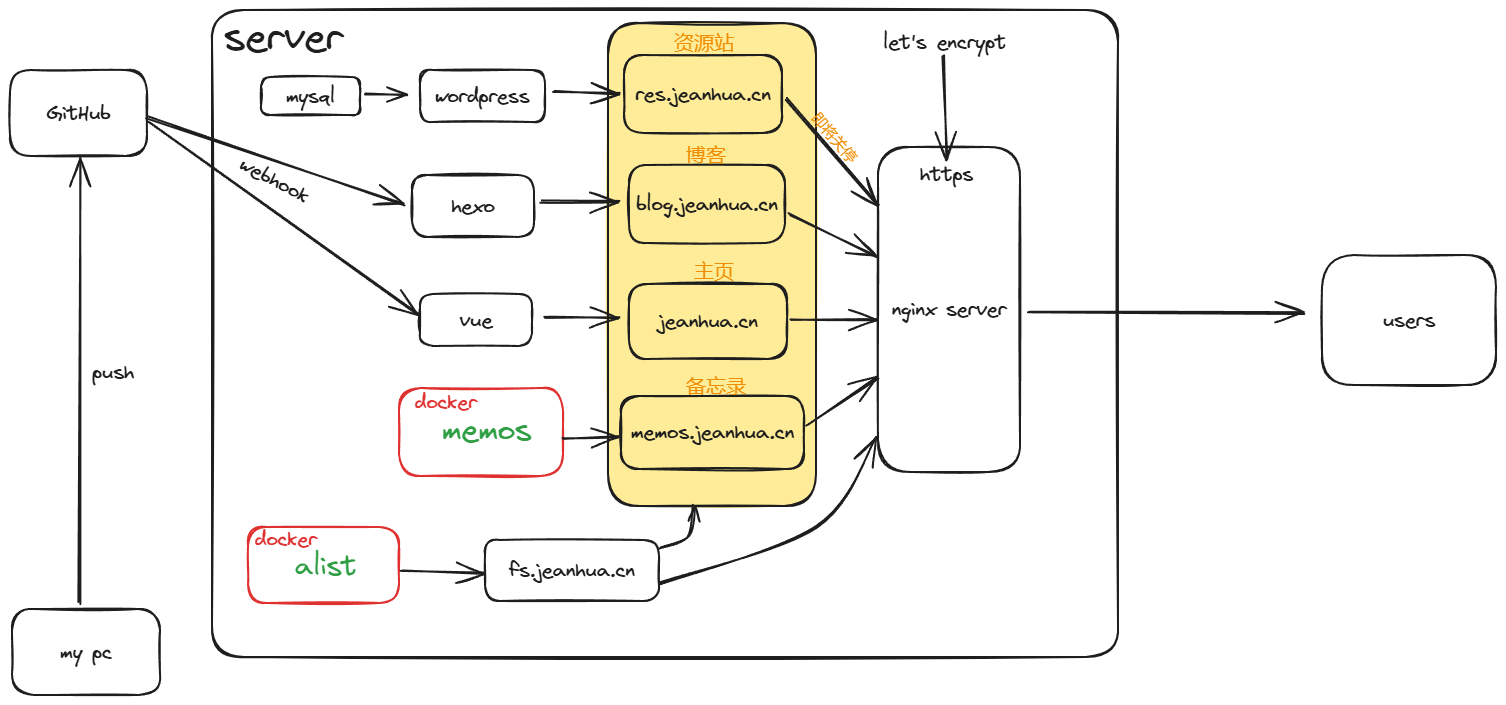 server
GitHub
push
my pc
webhook
mysql
wordpress
hexo
vue
docker
memos
docker
alist
资源站
res.jeanhua.cn
博客
blog.jeanhua.cn
主页
jeanhua.cn
备忘录
memos.jeanhua.cn
fs.jeanhua.cn
即将关停
let's encrypt
https
nginx server
users